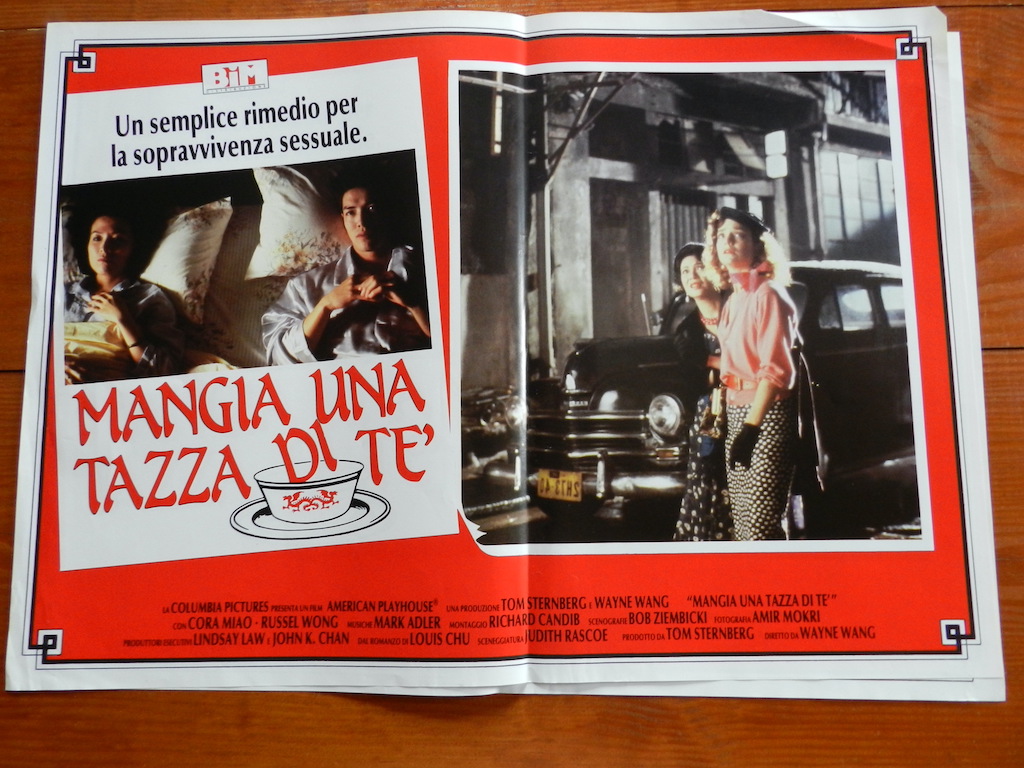 BiM
Un semplice rimedio per
la sopravvivenza sessuale.
MANGIA UNA
TAZZA DI TE'
LA COLUMBIA PICTURES PRESENTA UN FILM AMERICAN PLAYHOUSE® UNA PRODUZIONE TOM STERNBERG E WAYNE WANG "MANGIA UNA TAZZA DI TE'"
CON CORA MIAO - RUSSEL WONG MUSICHE MARK ADLER MONTAGGIO RICHARD CANDIB SCENOGRAFIE BOB ZIEMBICKI FOTOGRAFIA AMIR MOKRI
PRODUTTORI ESECUTIVI LINDSAY LAW E JOHN K. CHAN DAL ROMANZO DI LOUIS CHU SCENEGGIATURA JUDITH RASCOE PRODOTTO DA TOM STERNBERG DIRETTO DA WAYNE WANG